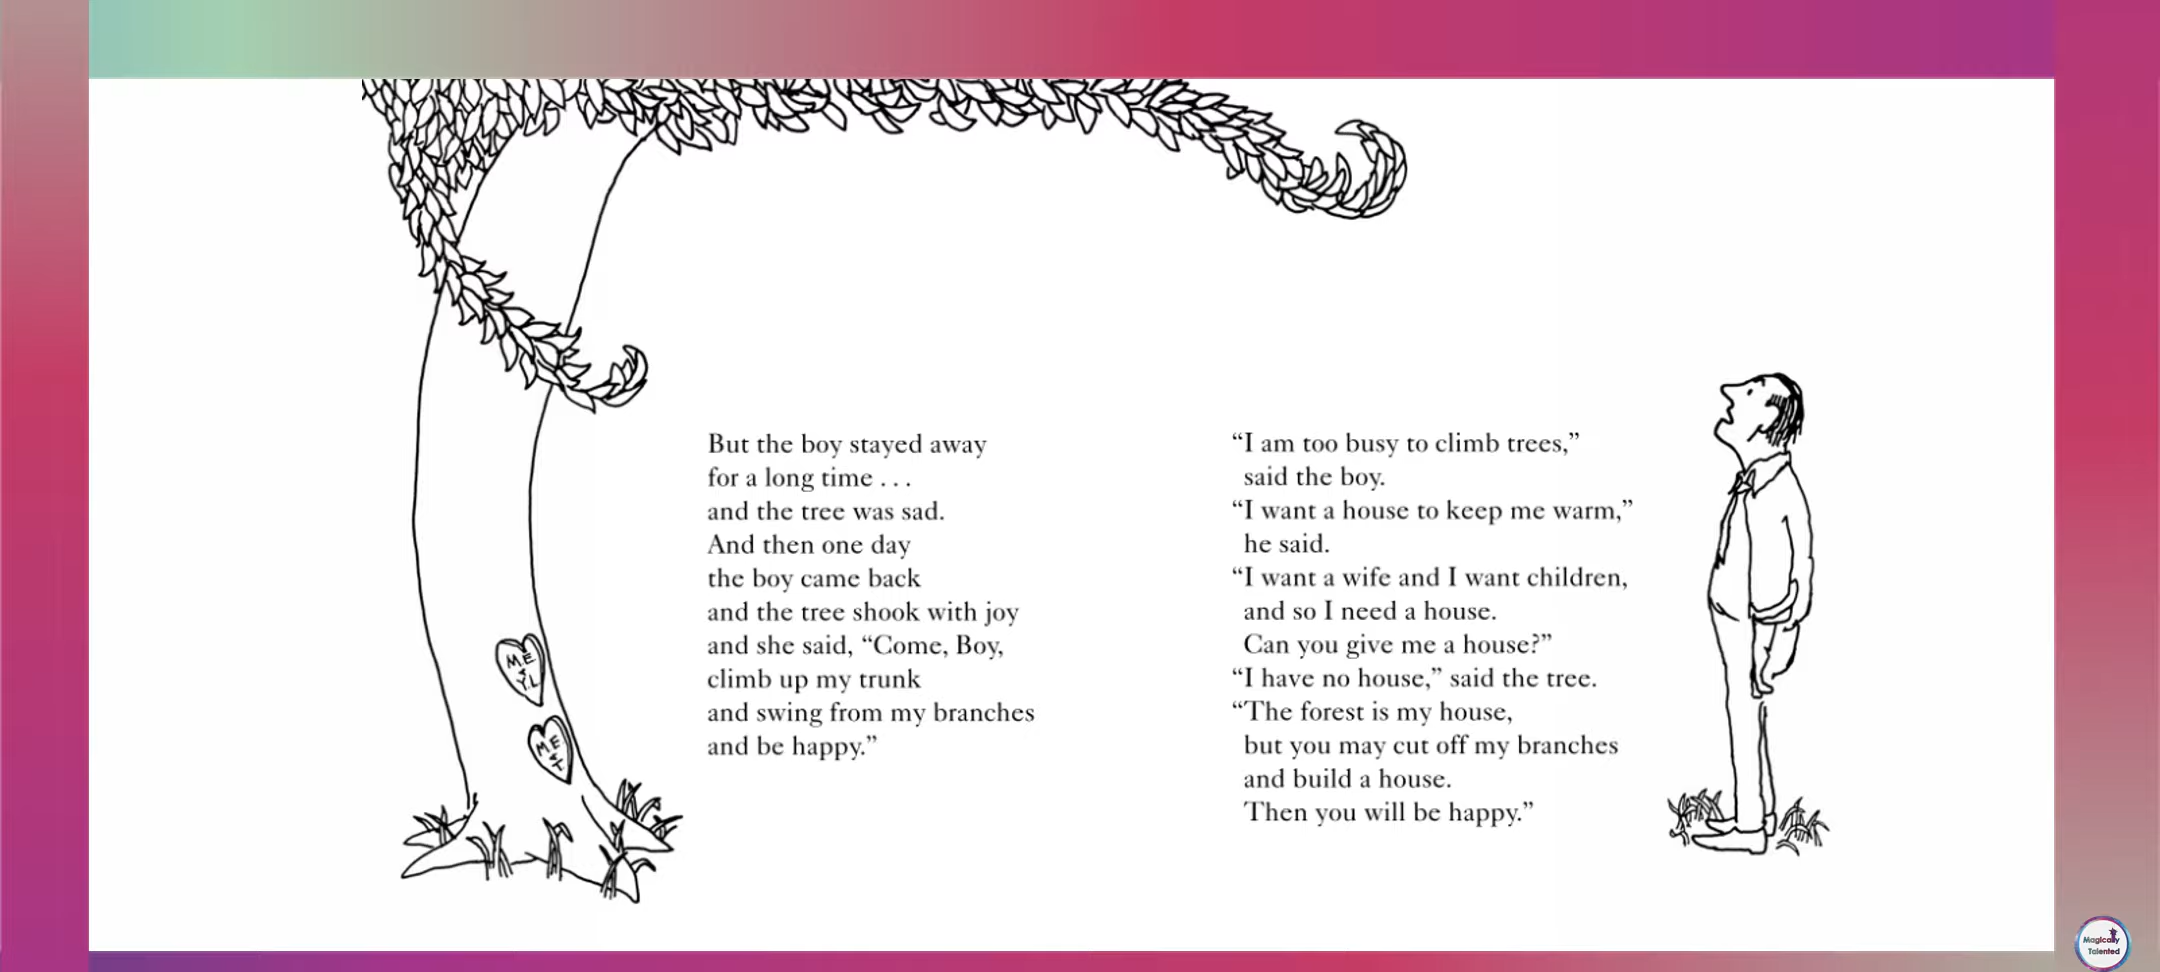 But the boy stayed away
for a long time . . .
and the tree was sad.
And then one day
the boy came back
and the tree shook with joy
and she said, “Come, Boy,
climb up my trunk
and swing from my branches
and be happy.”
“I am too busy to climb trees,”
said the boy.
“I want a house to keep me warm,”
he said.
“I want a wife and I want children,
and so I need a house.
Can you give me a house?”
“I have no house,” said the tree.
“The forest is my house,
but you may cut off my branches
and build a house.
Then you will be happy.”
M.E
+
Y.L
M E
+
T
Magically
Talented